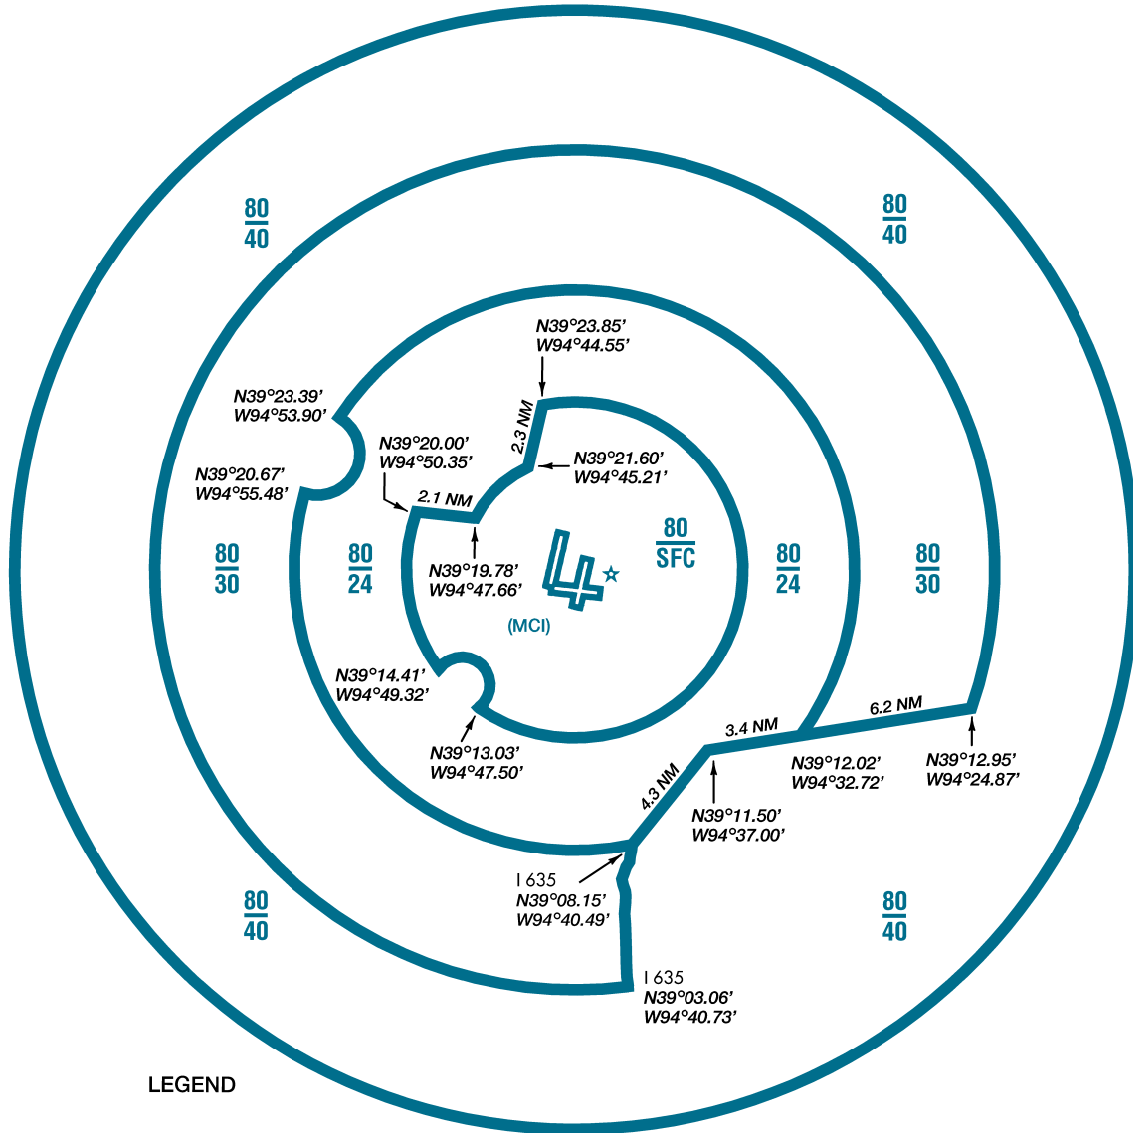 80
40
80
40
N39°23.85'
W94°44.55'
N39°23.39'
W94°53.90'
2.3 NM
N39°20.00'
W94°50.35'
N39°21.60'
W94°45.21'
N39°20.67'
W94°55.48'
2.1 NM
80
SFC
80
30
80
24
80
24
80
30
N39°19.78'
W94°47.66'
(MCI)
N39°14.41'
W94°49.32'
6.2 NM
3.4 NM
N39°13.03'
W94°47.50'
N39°12.02'
W94°32.72'
N39°12.95'
W94°24.87'
4.3 NM
N39°11.50'
W94°37.00'
I 635
N39°08.15'
W94°40.49'
80
40
80
40
I 635
N39°03.06'
W94°40.73'
LEGEND